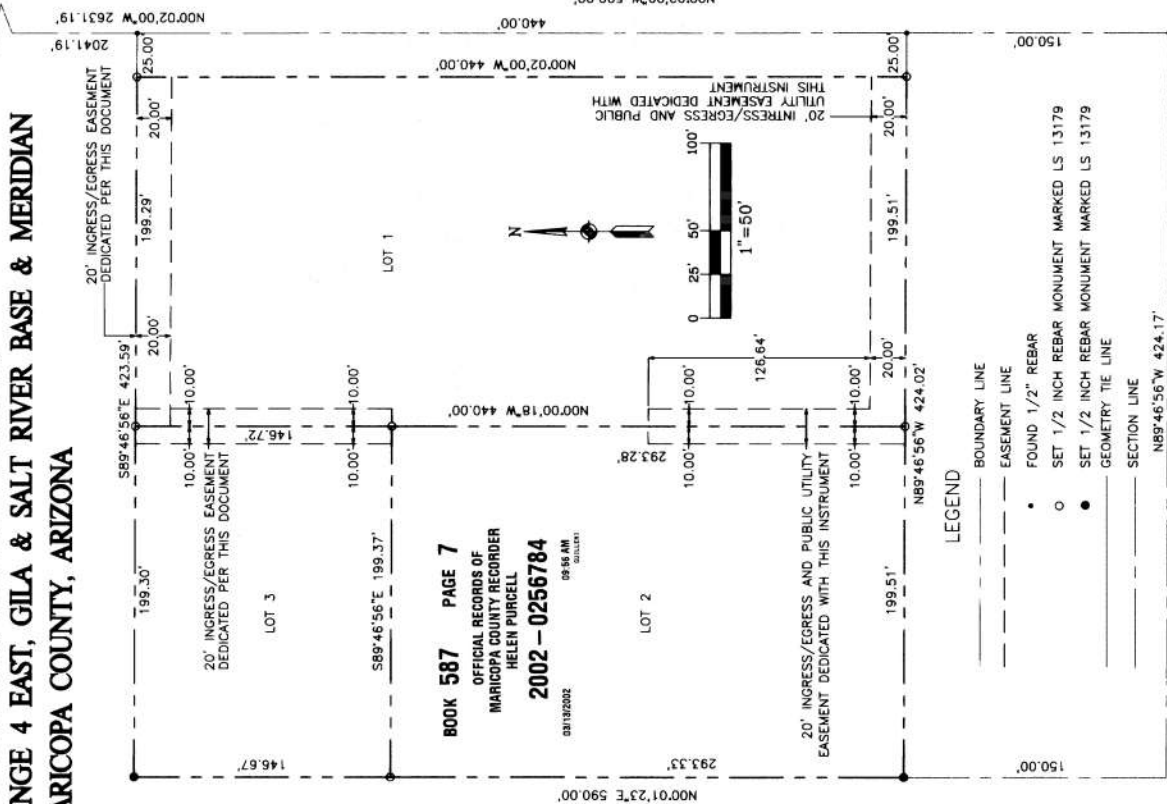 NGE 4 EAST, GILA & SALT RIVER BASE & MERIDIAN
ARICOPA COUNTY, ARIZONA
N00°02'00"W 2631.19'
2041.19'
440.00'
20' INGRESS/EGRESS EASEMENT
DEDICATED PER THIS DOCUMENT
25.00'
20.00'
N00°02'00"W 440.00'
S89°46'56"E 423.59'
199.30'
199.29'
20.00'
10.00'
10.00'
146.72'
20' INGRESS/EGRESS EASEMENT
DEDICATED PER THIS DOCUMENT
LOT 3
10.00'
10.00'
LOT 1
146.67'
S89°46'56"E 199.37'
N00°00'18"W 440.00'
N
BOOK 587 PAGE 7
OFFICIAL RECORDS OF
MARICOPA COUNTY RECORDER
HELEN PURCELL
2002-0256784
03/13/2002 09:56 AM
LOT 2
293.28'
0 25' 50' 100'
1"=50'
20' INTRESS/EGRESS AND PUBLIC
UTILITY EASEMENT DEDICATED WITH
THIS INSTRUMENT
10.00'
10.00'
126.64'
20' INGRESS/EGRESS AND PUBLIC UTILITY
EASEMENT DEDICATED WITH THIS INSTRUMENT
10.00'
10.00'
20.00'
20.00'
25.00'
293.33'
N00°01'23"E 590.00'
199.51'
199.51'
N89°46'56"W 424.02'
LEGEND
BOUNDARY LINE
EASEMENT LINE
FOUND 1/2" REBAR
SET 1/2 INCH REBAR MONUMENT MARKED LS 13179
SET 1/2 INCH REBAR MONUMENT MARKED LS 13179
GEOMETRY TIE LINE
SECTION LINE
150.00'
150.00'
N89°46'56"W 424.17'